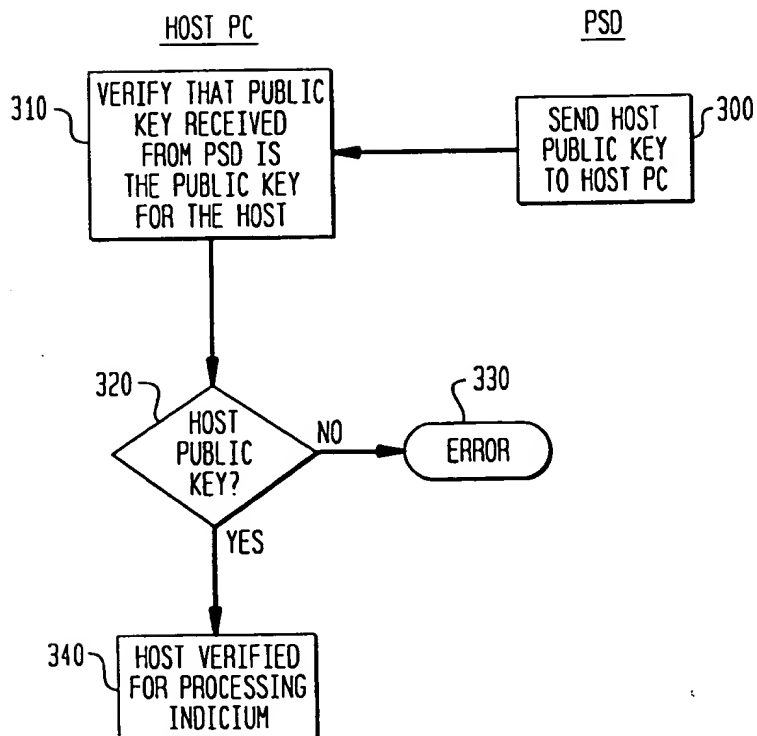 HOST PC
PSD
310
VERIFY THAT PUBLIC
KEY RECEIVED
FROM PSD IS
THE PUBLIC KEY
FOR THE HOST
SEND HOST
PUBLIC KEY
TO HOST PC
300
320
HOST
PUBLIC
KEY?
NO
330
ERROR
YES
340
HOST VERIFIED
FOR PROCESSING
INDICIUM